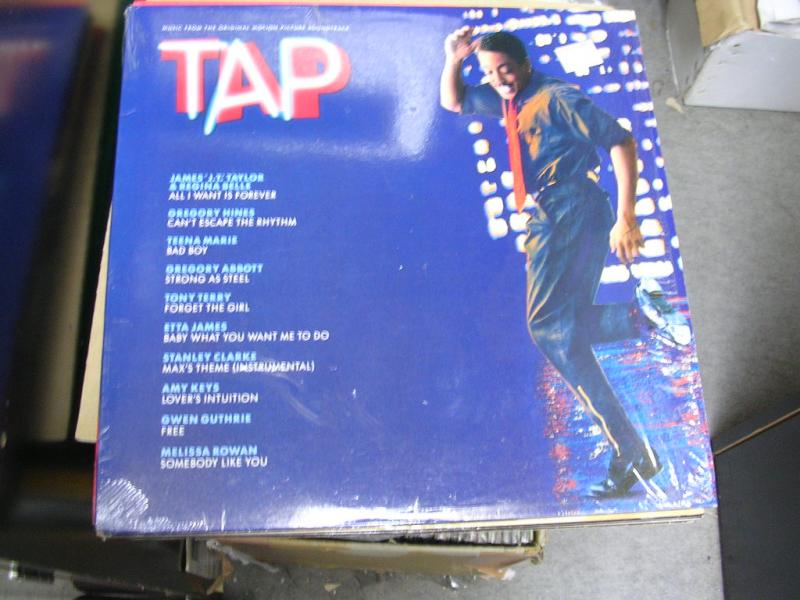 MUSIC FROM THE ORIGINAL MOTION PICTURE SOUNDTRACK
TAP
JAMES "J.T." TAYLOR
& REGINA BELLE
ALL I WANT IS FOREVER
GREGORY HINES
CAN'T ESCAPE THE RHYTHM
TEENA MARIE
BAD BOY
GREGORY ABBOTT
STRONG AS STEEL
TONY TERRY
FORGET THE GIRL
ETTA JAMES
BABY WHAT YOU WANT ME TO DO
STANLEY CLARKE
MAX'S THEME (INSTRUMENTAL)
AMY KEYS
LOVER'S INTUITION
GWEN GUTHRIE
FREE
MELISSA ROWAN
SOMEBODY LIKE YOU